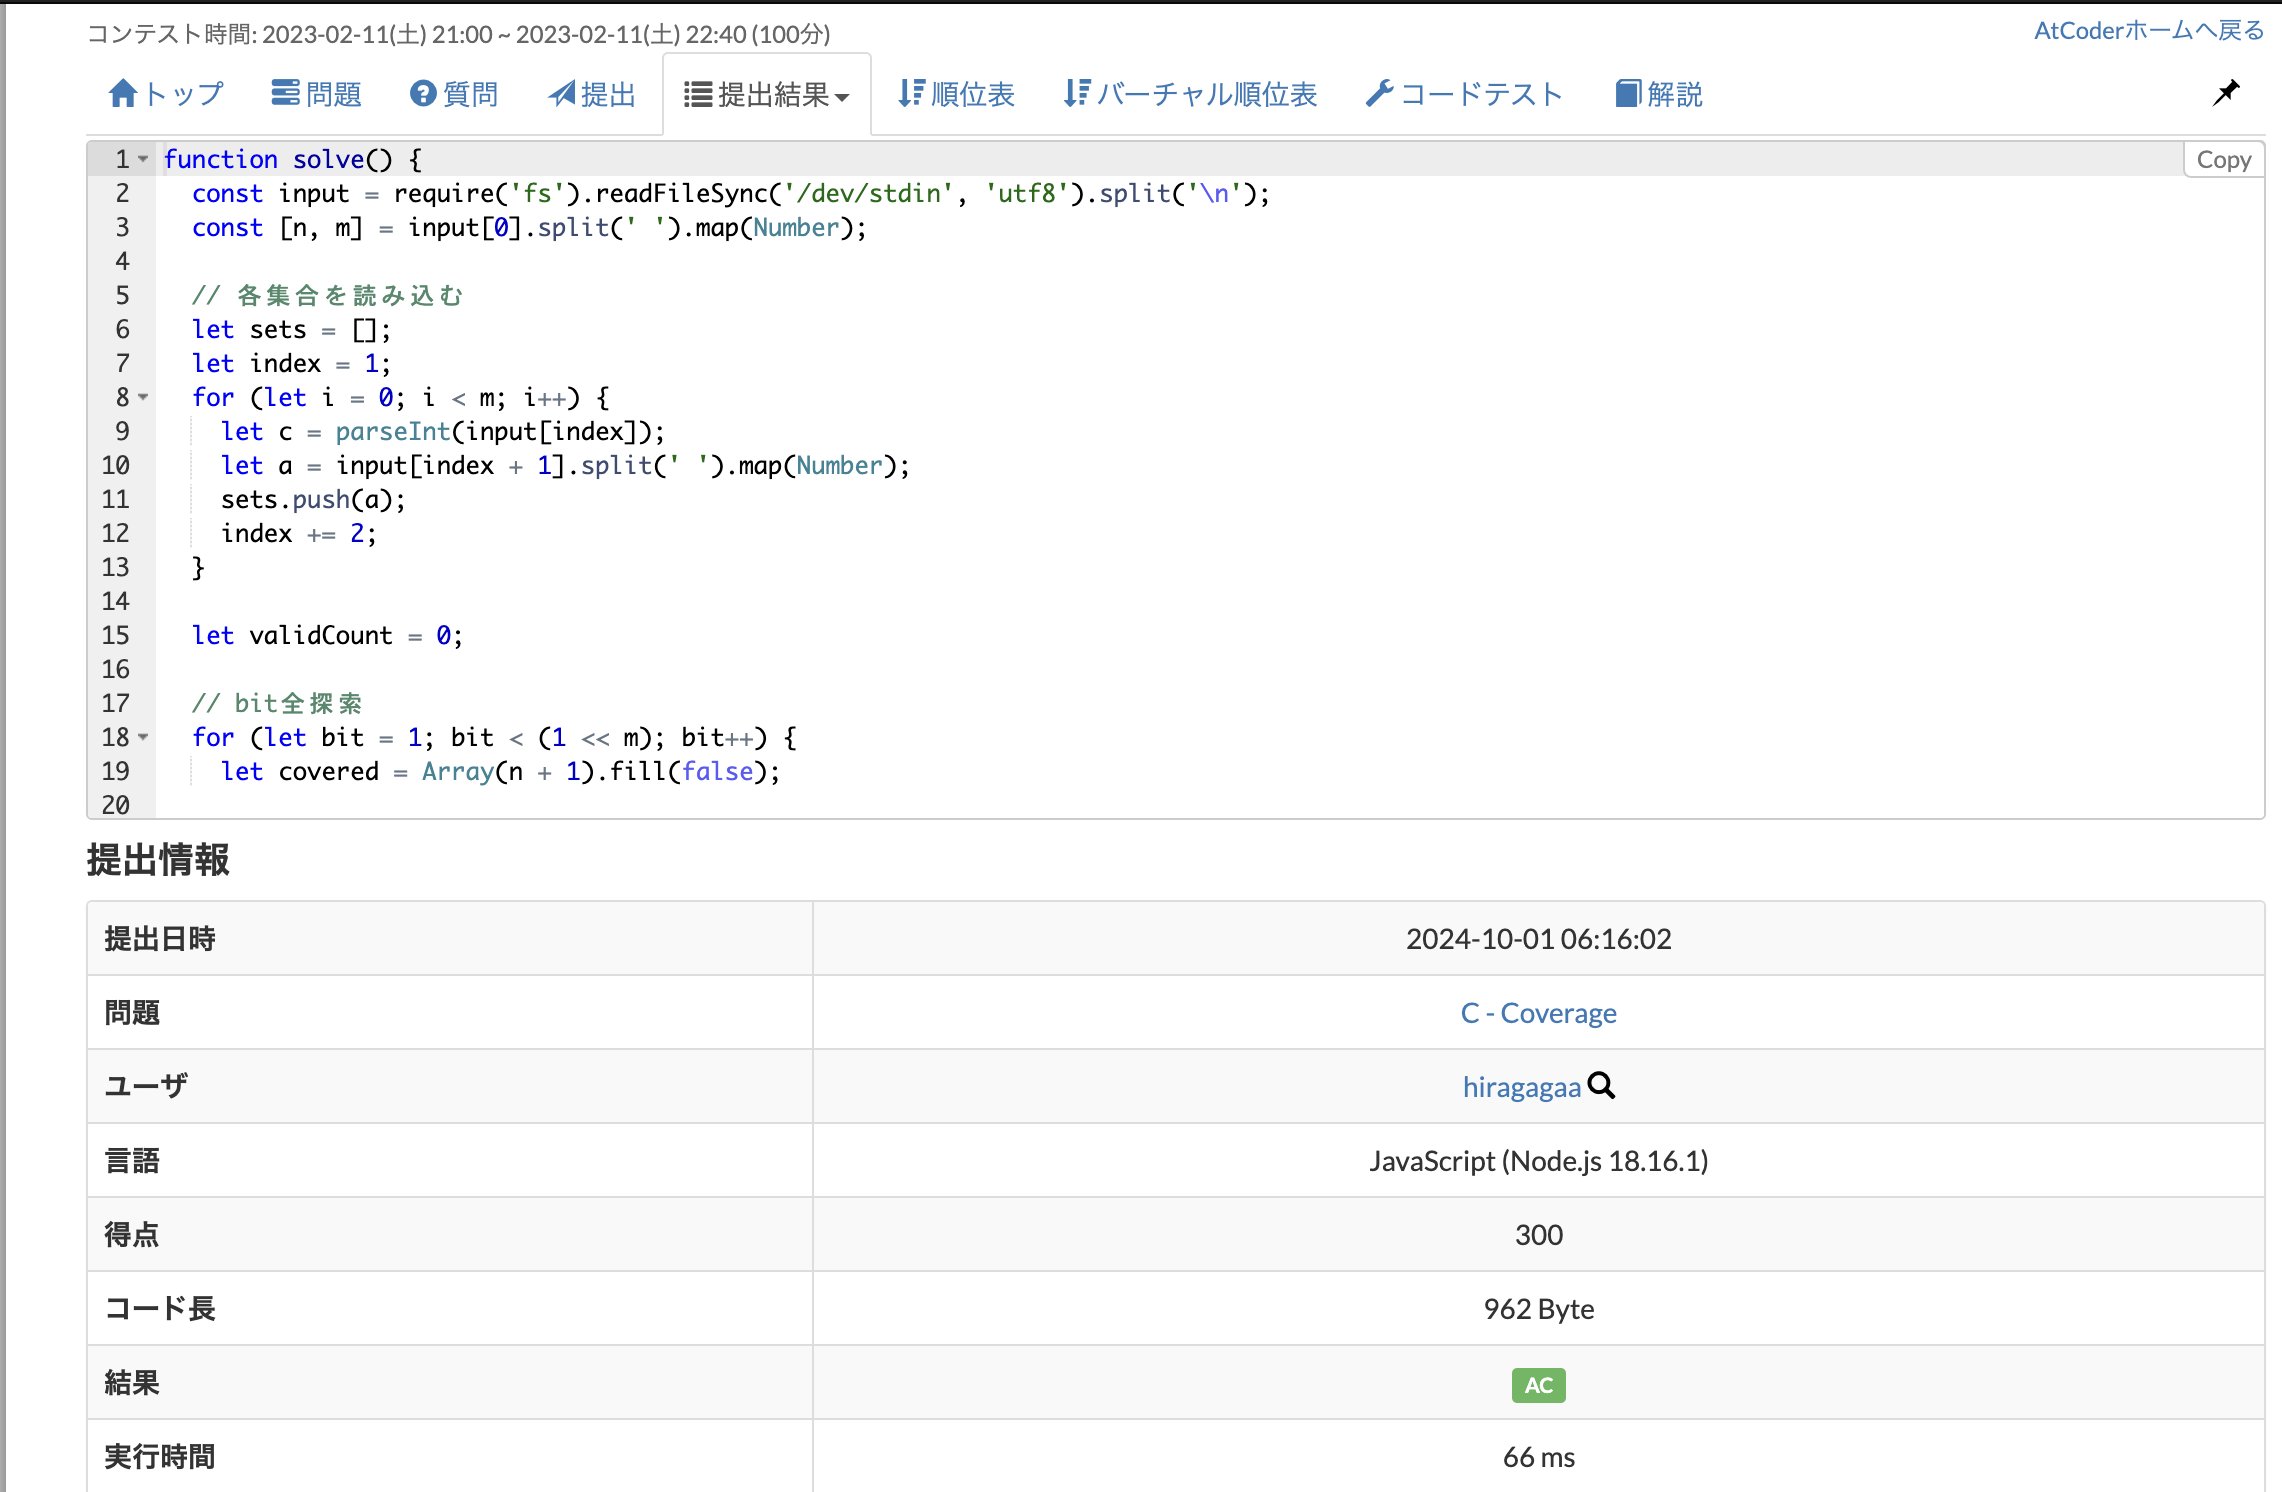 コンテスト時間: 2023-02-11(土) 21:00 ~ 2023-02-11(土) 22:40 (100分)
AtCoderホームへ戻る
トップ 問題 質問 提出 提出結果 順位表 バーチャル順位表 コードテスト 解説
Copy
1 function solve() {
2   const input = require('fs').readFileSync('/dev/stdin', 'utf8').split('\n');
3   const [n, m] = input[0].split(' ').map(Number);
4
5   // 各集合を読み込む
6   let sets = [];
7   let index = 1;
8   for (let i = 0; i < m; i++) {
9     let c = parseInt(input[index]);
10     let a = input[index + 1].split(' ').map(Number);
11     sets.push(a);
12     index += 2;
13   }
14
15   let validCount = 0;
16
17   // bit全探索
18   for (let bit = 1; bit < (1 << m); bit++) {
19     let covered = Array(n + 1).fill(false);
20
提出情報
提出日時 2024-10-01 06:16:02
問題 C - Coverage
ユーザ hiragagaa
言語 JavaScript (Node.js 18.16.1)
得点 300
コード長 962 Byte
結果 AC
実行時間 66 ms